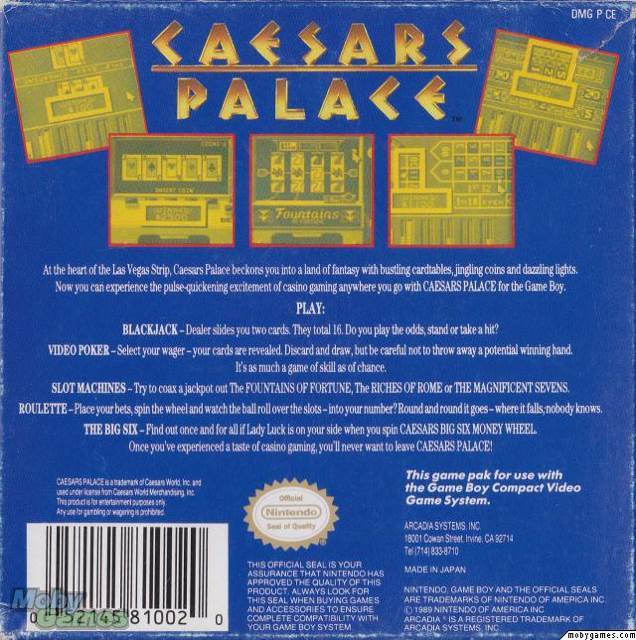 DMG P CE
CAESARS
PALACE™
INSERT COIN
Fountains
At the heart of the Las Vegas Strip, Caesars Palace beckons you into a land of fantasy with bustling cardtables, jingling coins and dazzling lights.
Now you can experience the pulse-quickening excitement of casino gaming anywhere you go with CAESARS PALACE for the Game Boy.
PLAY:
BLACKJACK – Dealer slides you two cards. They total 16. Do you play the odds, stand or take a hit?
VIDEO POKER – Select your wager – your cards are revealed. Discard and draw, but be careful not to throw away a potential winning hand.
It's as much a game of skill as of chance.
SLOT MACHINES – Try to coax a jackpot out The FOUNTAINS OF FORTUNE, The RICHES OF ROME or THE MAGNIFICENT SEVENS.
ROULETTE – Place your bets, spin the wheel and watch the ball roll over the slots – into your number? Round and round it goes – where it falls, nobody knows.
THE BIG SIX – Find out once and for all if Lady Luck is on your side when you spin CAESARS BIG SIX MONEY WHEEL.
Once you've experienced a taste of casino gaming, you'll never want to leave CAESARS PALACE!
CAESARS PALACE is a trademark of Caesars World, Inc. and
used under license from Caesars World Merchandising, Inc.
This product is for entertainment purposes only.
Any use for gambling or wagering is prohibited.
Official
Nintendo
Seal of Quality
THIS OFFICIAL SEAL IS YOUR
ASSURANCE THAT NINTENDO HAS
APPROVED THE QUALITY OF THIS
PRODUCT. ALWAYS LOOK FOR
THIS SEAL WHEN BUYING GAMES
AND ACCESSORIES TO ENSURE
COMPLETE COMPATIBILITY WITH
YOUR GAME BOY SYSTEM.
This game pak for use with
the Game Boy Compact Video
Game System.
ARCADIA SYSTEMS, INC.
18001 Cowan Street, Irvine, CA 92714
Tel (714) 833-8710
MADE IN JAPAN
NINTENDO, GAME BOY AND THE OFFICIAL SEALS
ARE TRADEMARKS OF NINTENDO OF AMERICA INC.
© 1989 NINTENDO OF AMERICA INC.
ARCADIA ® IS A REGISTERED TRADEMARK OF
ARCADIA SYSTEMS, INC.
0 52145 81002 0
Moby
Games
mobygames.com